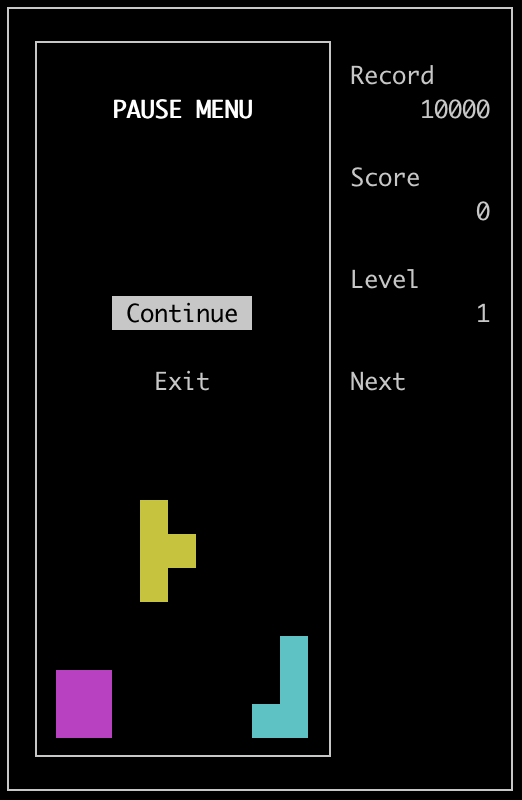 PAUSE MENU
Continue
Exit
Record
10000
Score
0
Level
1
Next